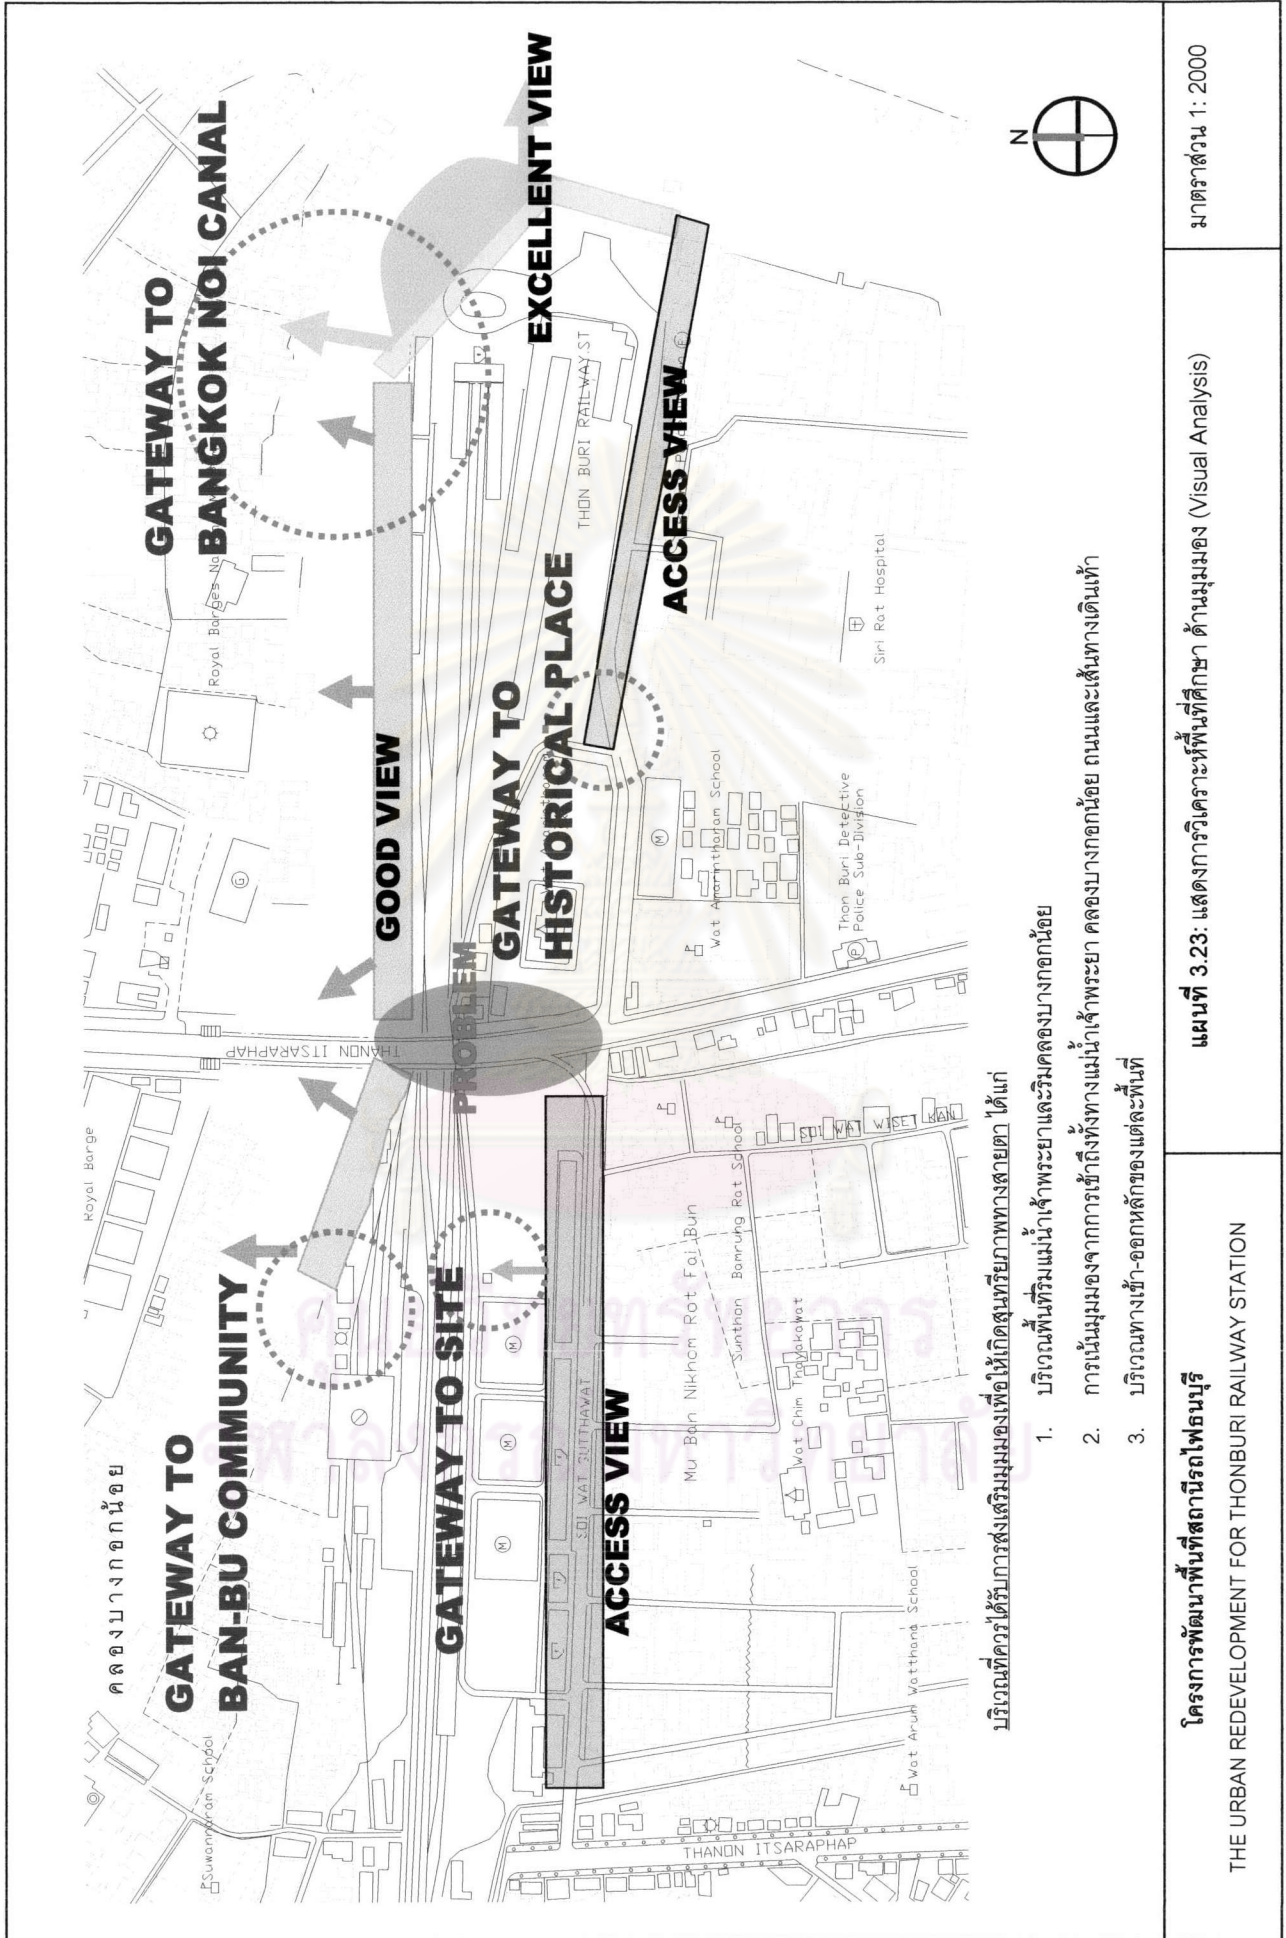 คลองบางกอกน้อย
GATEWAY TO
BAN-BU COMMUNITY
GATEWAY TO
BANGKOK NOI CANAL
Royal Barge
Royal Barges Na
Suwannaram School
THANON ITSARAPHAP
GOOD VIEW
EXCELLENT VIEW
PROBLEM
GATEWAY TO SITE
GATEWAY TO
HISTORICAL PLACE
THON BURI RAILWAY.ST
SOI WAT SUTTHAWAT
ACCESS VIEW
ACCESS VIEW
Mu Ban Nikhom Rot Fai Bun
Sunthon Bamrung Rat School
Wat Chim Thayakawat
SOI WAT WISET KAN
Wat Amarintharam School
Thon Buri Detective
Police Sub-Division
Siri Rat Hospital
Wat Arum Watthana School
THANON ITSARAPHAP
M
M
M
M
G
P
N
บริเวณที่ควรได้รับการส่งเสริมมุมมองเพื่อให้เกิดสุนทรียภาพทางสายตา ได้แก่
1. บริเวณพื้นที่ริมแม่น้ำเจ้าพระยาและริมคลองบางกอกน้อย
2. การเน้นมุมมองจากการเข้าถึงทั้งทางแม่น้ำเจ้าพระยา คลองบางกอกน้อย ถนนและเส้นทางเดินเท้า
3. บริเวณทางเข้า-ออกหลักของแต่ละพื้นที่
โครงการพัฒนาพื้นที่สถานีรถไฟธนบุรี
THE URBAN REDEVELOPMENT FOR THONBURI RAILWAY STATION
แผนที่ 3.23: แสดงการวิเคราะห์พื้นที่ศึกษา ด้านมุมมอง (Visual Analysis)
มาตราส่วน 1: 2000